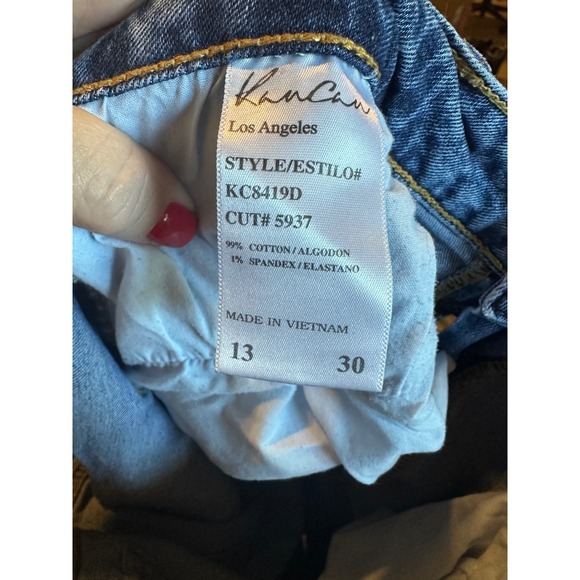 KanCan
Los Angeles
STYLE/ESTILO#
KC8419D
CUT# 5937
99% COTTON/ALGODON
1% SPANDEX/ELASTANO
MADE IN VIETNAM
13 30